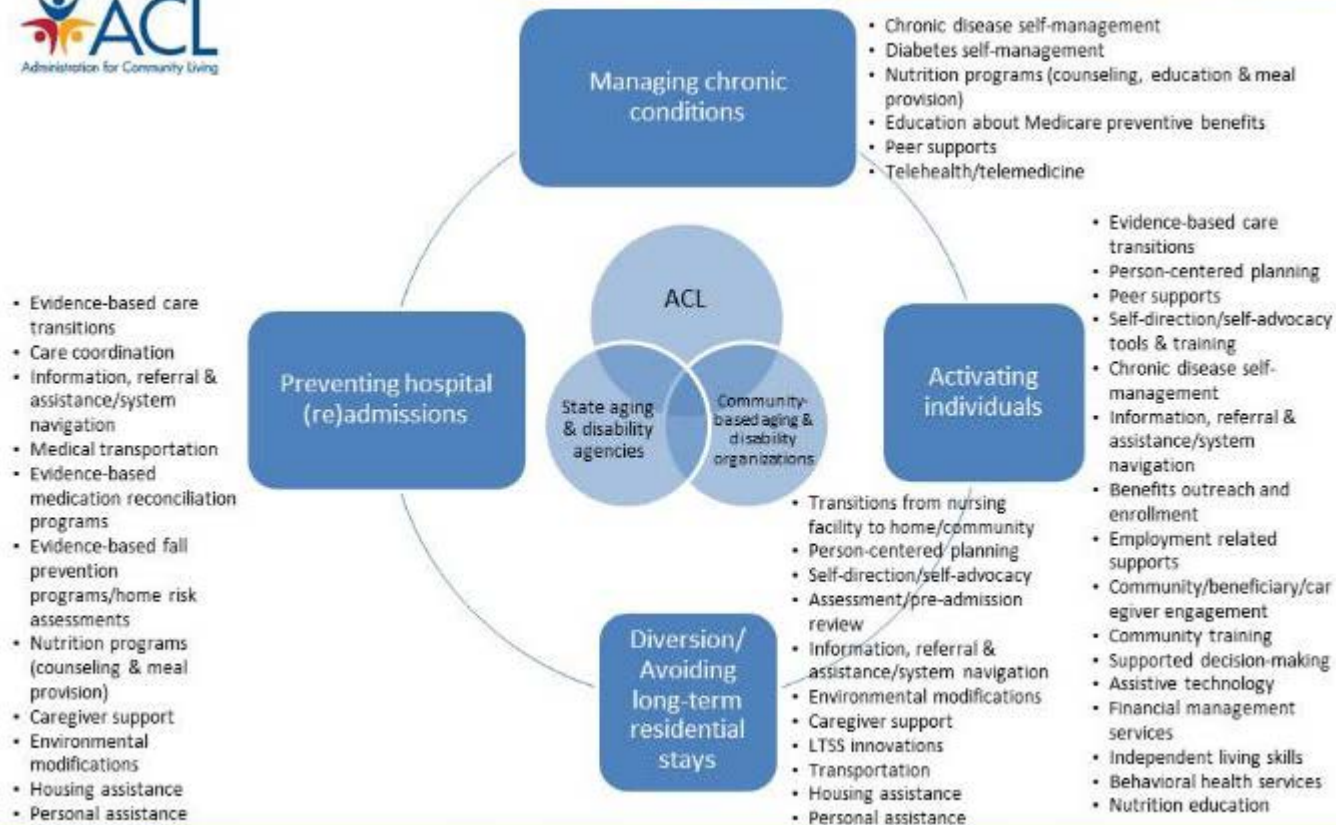 ACL
Administration for Community Living
Managing chronic
conditions
• Chronic disease self-management
• Diabetes self-management
• Nutrition programs (counseling, education & meal
provision)
• Education about Medicare preventive benefits
• Peer supports
• Telehealth/telemedicine
• Evidence-based care
transitions
• Care coordination
• Information, referral &
assistance/system
navigation
• Medical transportation
• Evidence-based
medication reconciliation
programs
• Evidence-based fall
prevention
programs/home risk
assessments
• Nutrition programs
(counseling & meal
provision)
• Caregiver support
• Environmental
modifications
• Housing assistance
• Personal assistance
Preventing hospital
(re)admissions
ACL
State aging
& disability
agencies
Community-
based aging &
disability
organizations
Activating
individuals
• Evidence-based care
transitions
• Person-centered planning
• Peer supports
• Self-direction/self-advocacy
tools & training
• Chronic disease self-
management
• Information, referral &
assistance/system
navigation
• Benefits outreach and
enrollment
• Employment related
supports
• Community/beneficiary/car
egiver engagement
• Community training
• Supported decision-making
• Assistive technology
• Financial management
services
• Independent living skills
• Behavioral health services
• Nutrition education
Diversion/
Avoiding
long-term
residential
stays
• Transitions from nursing
facility to home/community
• Person-centered planning
• Self-direction/self-advocacy
• Assessment/pre-admission
review
• Information, referral &
assistance/system navigation
• Environmental modifications
• Caregiver support
• LTSS innovations
• Transportation
• Housing assistance
• Personal assistance